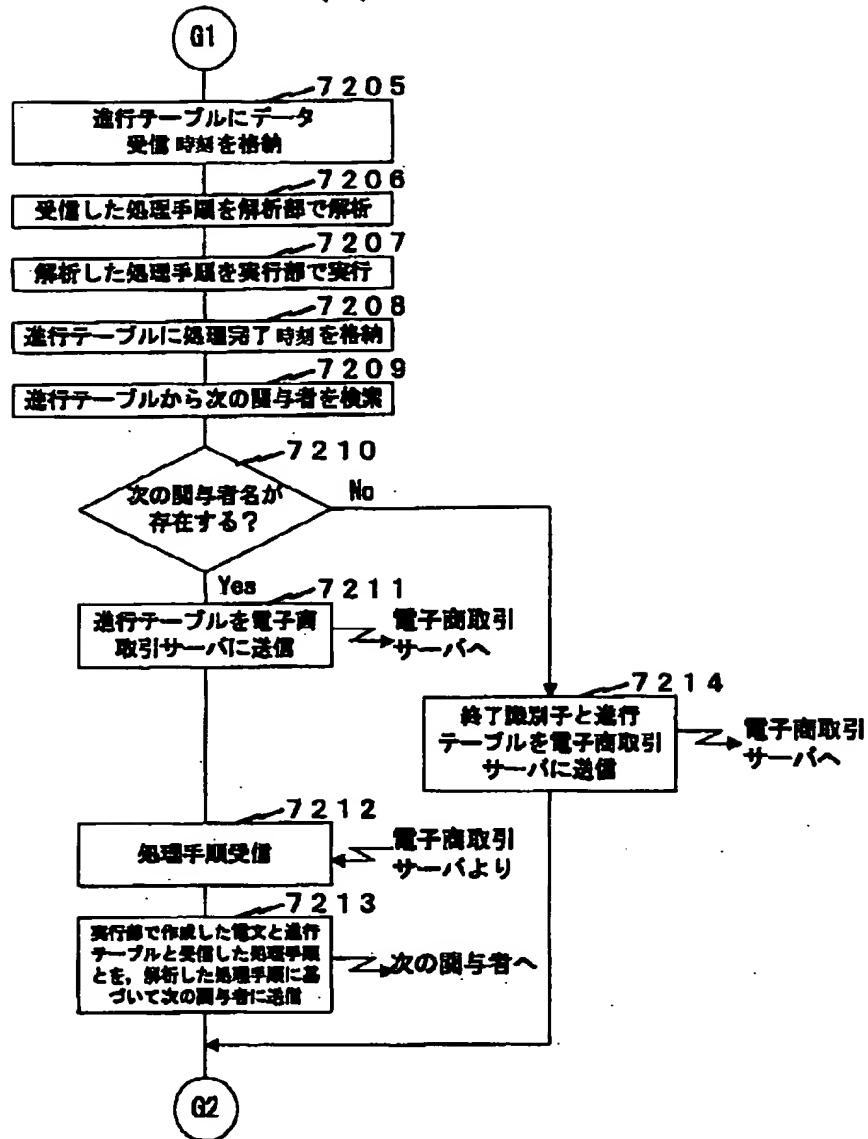 G1
7205
進行テーブルにデータ
受信時刻を格納
7206
受信した処理手順を解析部で解析
7207
解析した処理手順を実行部で実行
7208
進行テーブルに処理完了時刻を格納
7209
進行テーブルから次の関与者を検索
7210
次の関与者名が
存在する?
No
Yes
7211
進行テーブルを電子商
取引サーバに送信
電子商取引
サーバへ
7214
終了識別子と進行
テーブルを電子商取引
サーバに送信
電子商取引
サーバへ
7212
処理手順受信
電子商取引
サーバより
7213
実行部で作成した電文と進行
テーブルと受信した処理手順
とを,解析した処理手順に基
づいて次の関与者に送信
次の関与者へ
G2